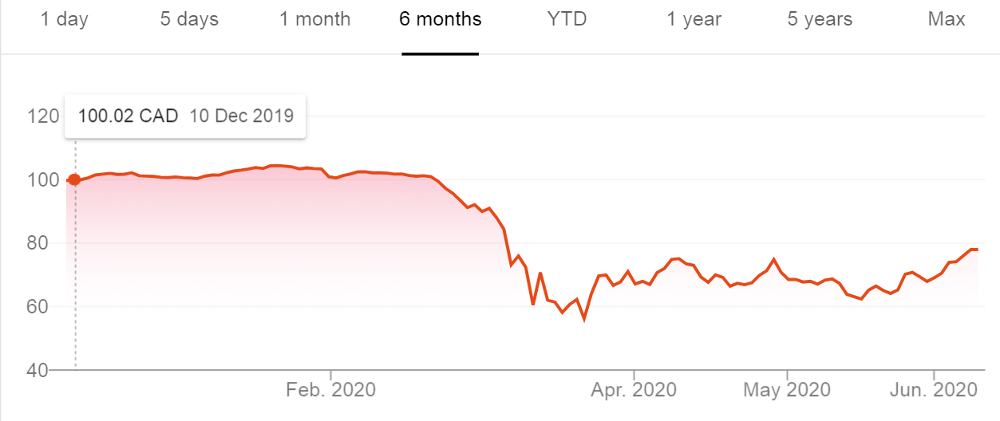 1 day 5 days 1 month 6 months YTD 1 year 5 years Max
120 100.02 CAD 10 Dec 2019
100
80
60
40
Feb. 2020 Apr. 2020 May 2020 Jun. 2020